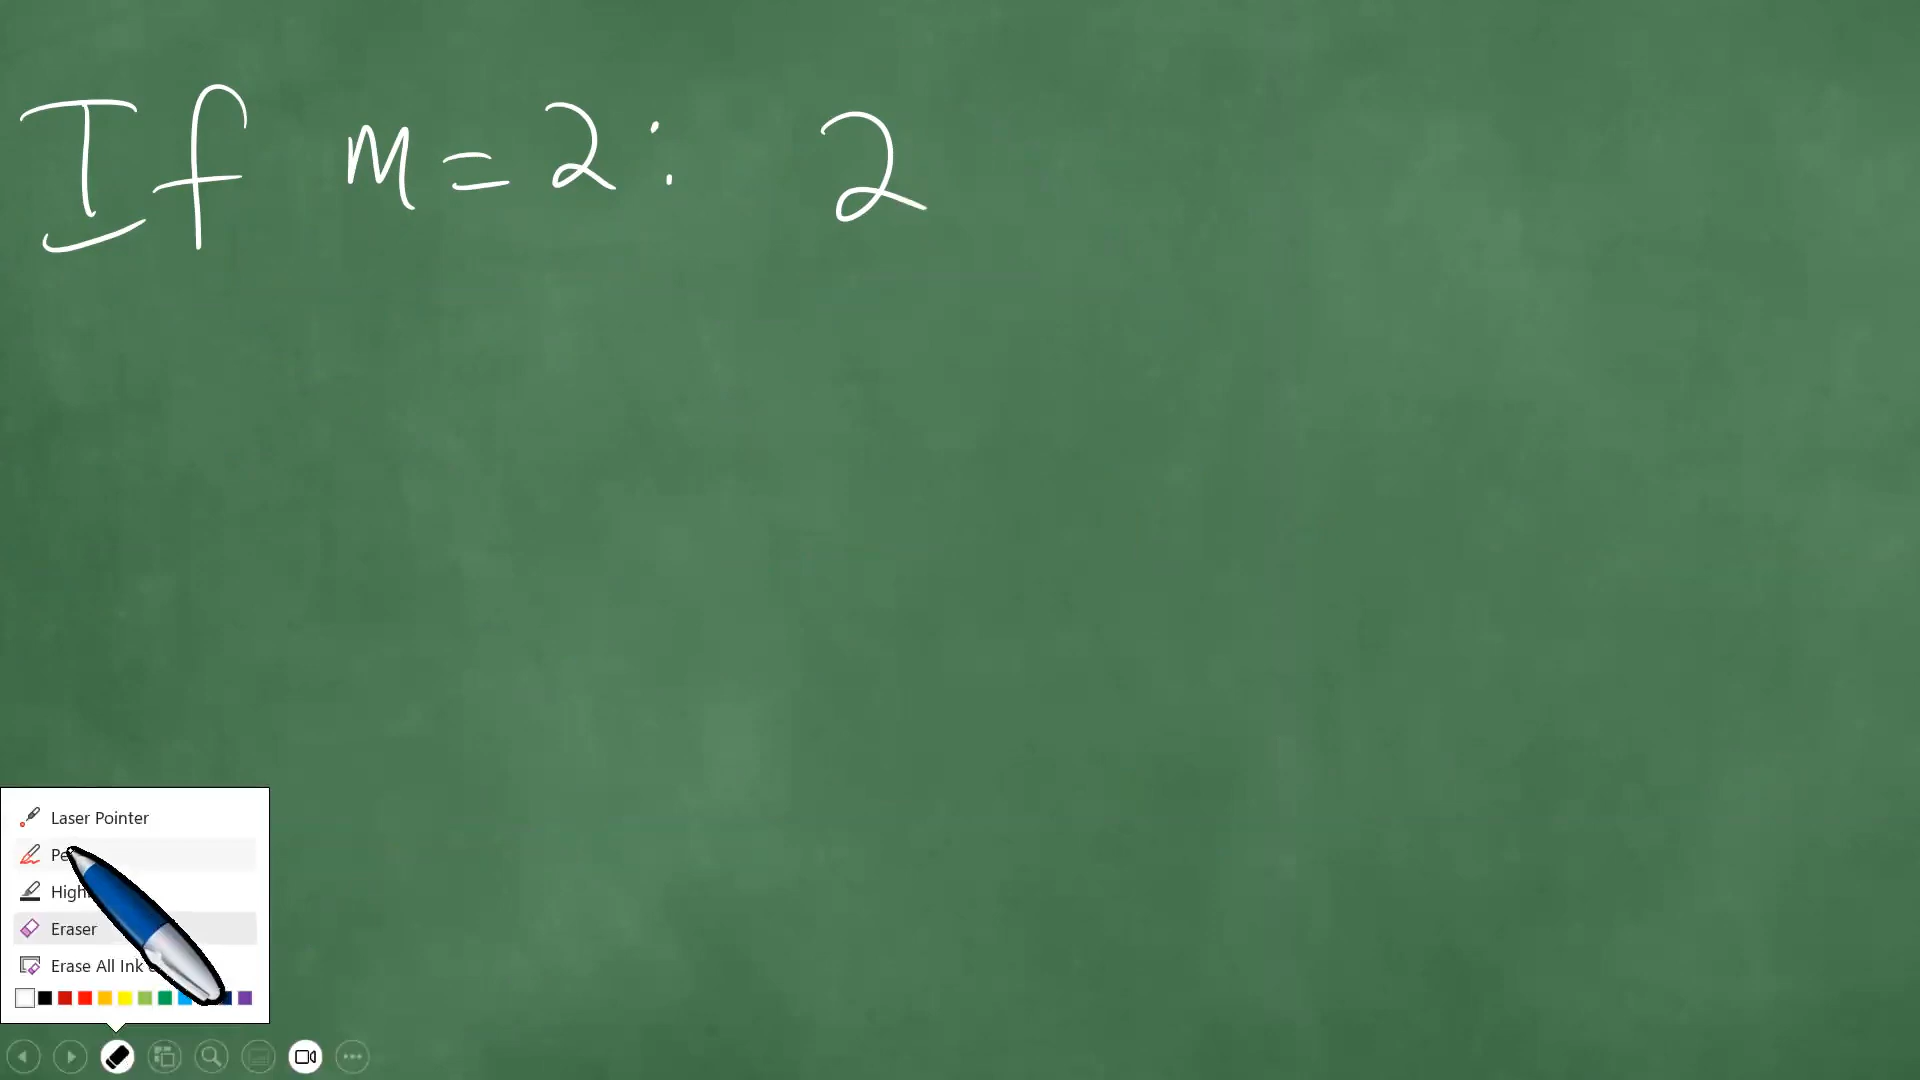 If m = 2: 2
Laser Pointer
Eraser
Erase All Ink